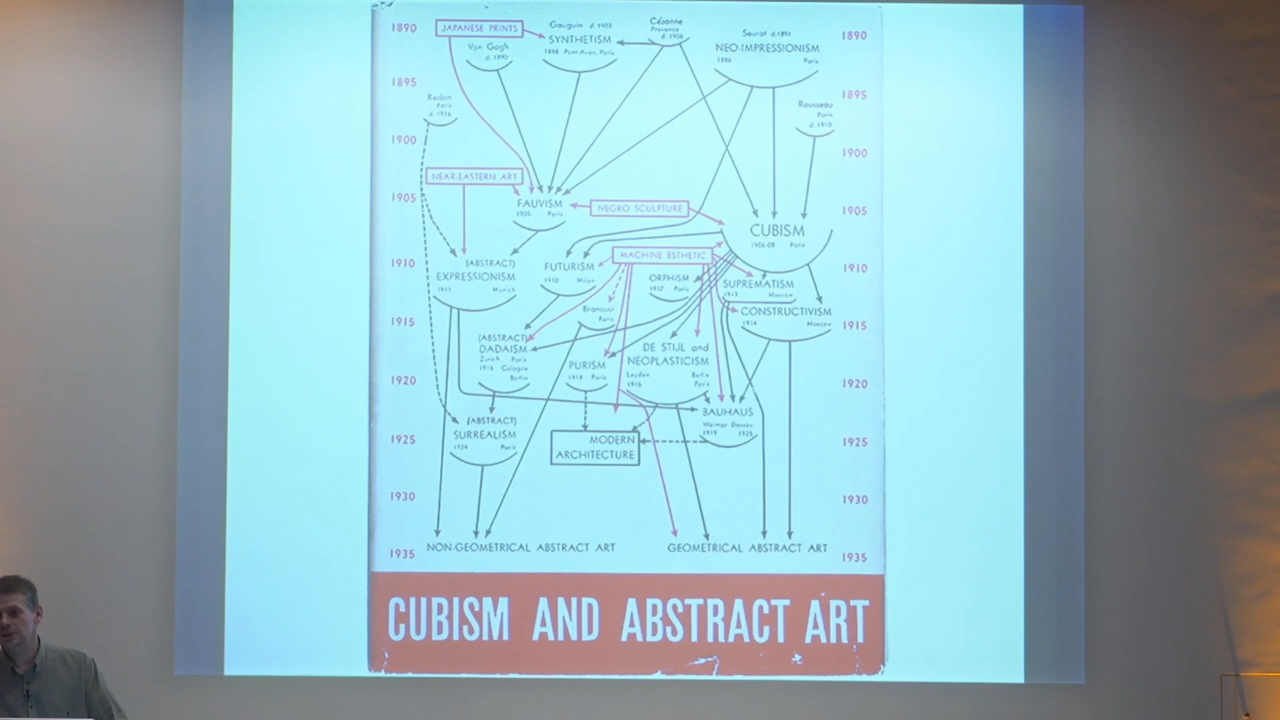 1890
JAPANESE PRINTS
Gauguin d. 1903
SYNTHETISM
1888 Pont-Aven, Paris
Cézanne
Provence
d. 1906
Seurat d.1891
NEO-IMPRESSIONISM
1886 Paris
1890
Van Gogh
d. 1890
1895
1895
Redon
Paris
d. 1916
Rousseau
Paris
d. 1910
1900
1900
NEAR-EASTERN ART
1905
FAUVISM
1905 Paris
NEGRO SCULPTURE
1905
CUBISM
1906-08 Paris
1910
(ABSTRACT)
EXPRESSIONISM
1911 Munich
FUTURISM
1910 Milan
MACHINE ESTHETIC
ORPHISM
1912 Paris
SUPREMATISM
1913 Moscow
1910
Brancusi
Paris
CONSTRUCTIVISM
1914 Moscow
1915
1915
(ABSTRACT)
DADAISM
Zurich Paris
1916 Cologne
Berlin
PURISM
1918 Paris
DE STIJL and
NEOPLASTICISM
Leyden Berlin
1916 Paris
1920
1920
BAUHAUS
Weimar Dessau
1919 1925
1925
(ABSTRACT)
SURREALISM
1924 Paris
MODERN
ARCHITECTURE
1925
1930
1930
1935
NON-GEOMETRICAL ABSTRACT ART
GEOMETRICAL ABSTRACT ART
1935
CUBISM AND ABSTRACT ART